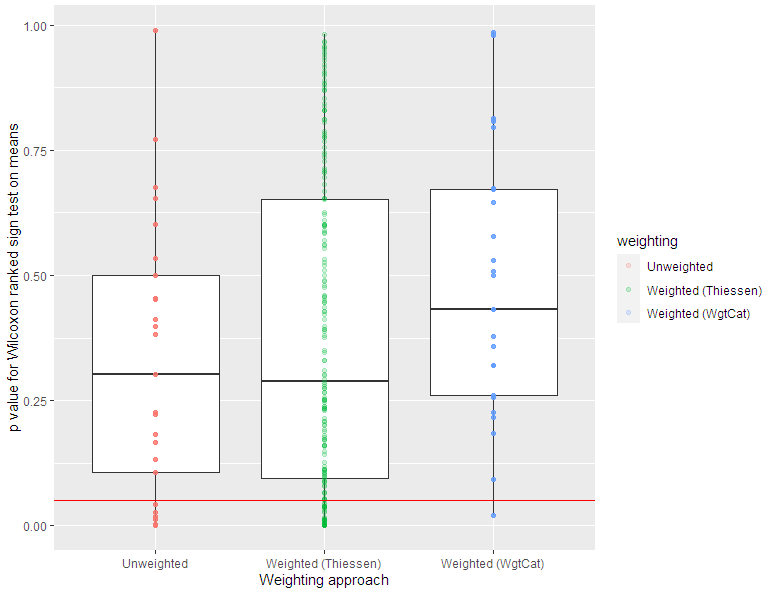 p value for Wilcoxon ranked sign test on means
1.00
0.75
0.50
0.25
0.00
Unweighted
Weighted (Thiessen)
Weighted (WgtCat)
Weighting approach
weighting
Unweighted
Weighted (Thiessen)
Weighted (WgtCat)